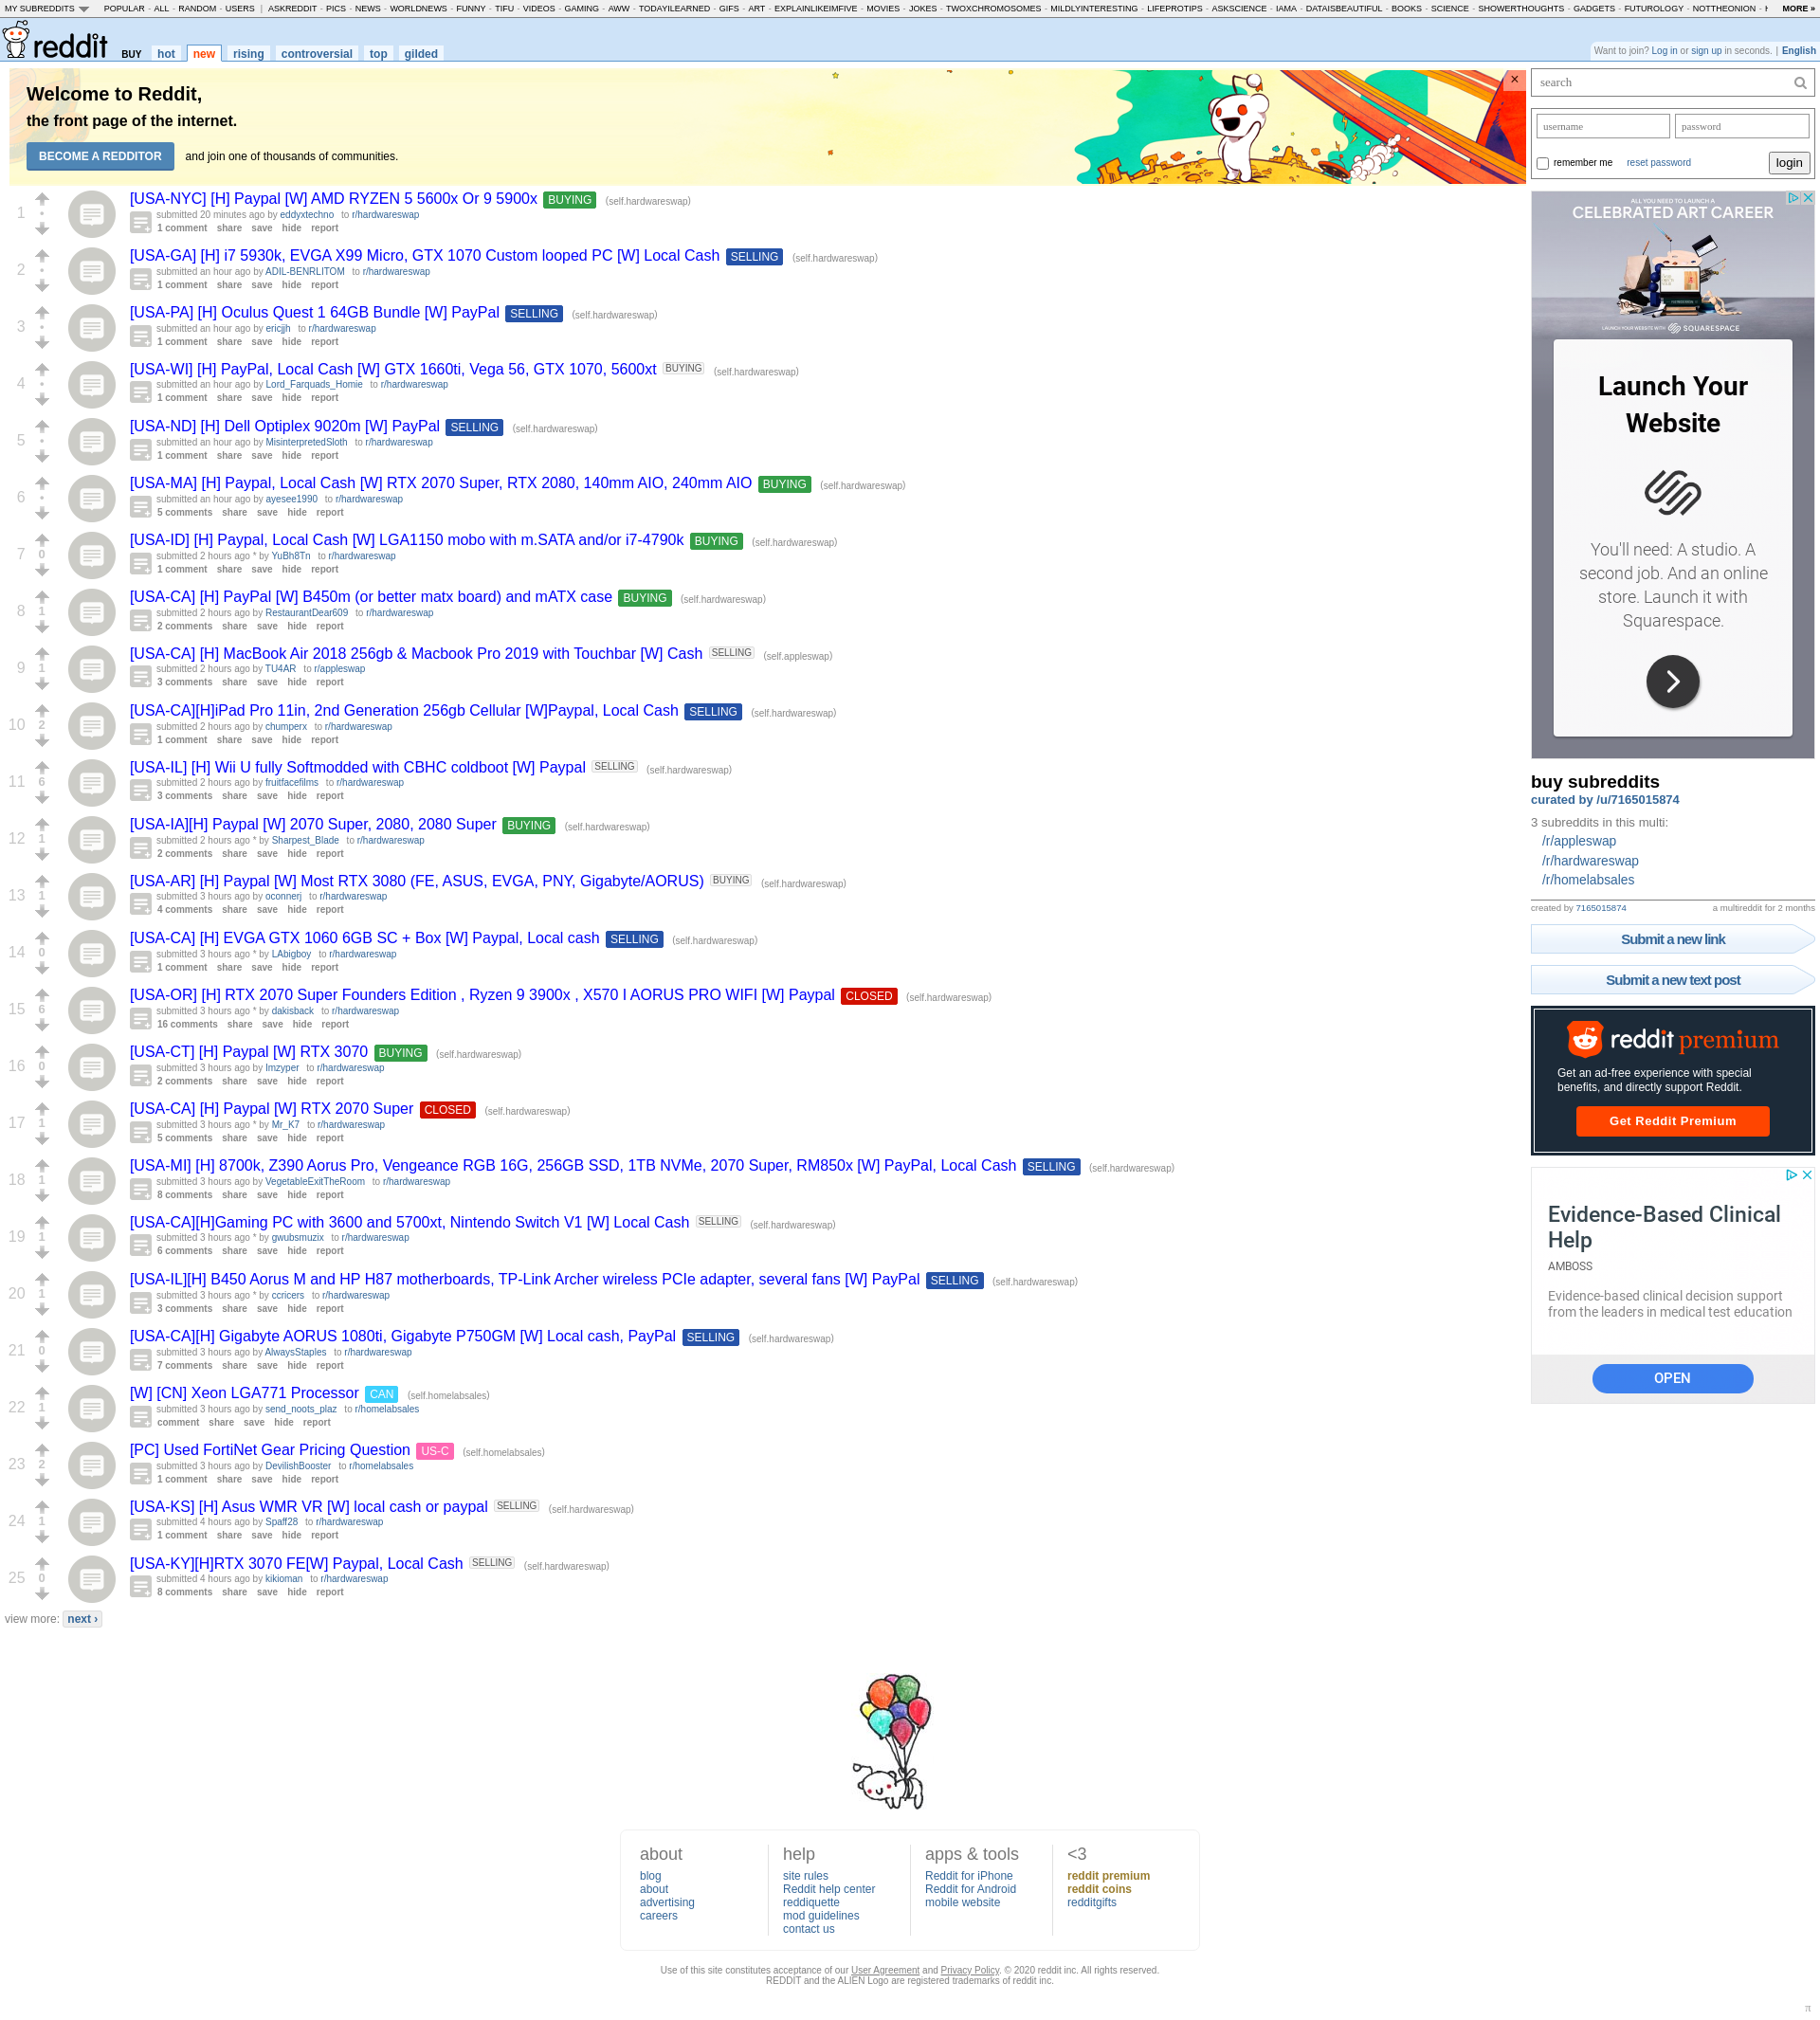 MY SUBREDDITS POPULAR - ALL - RANDOM - USERS | ASKREDDIT - PICS - NEWS - WORLDNEWS - FUNNY - TIFU - VIDEOS - GAMING - AWW - TODAYILEARNED - GIFS - ART - EXPLAINLIKEIMFIVE - MOVIES - JOKES - TWOXCHROMOSOMES - MILDLYINTERESTING - LIFEPROTIPS - ASKSCIENCE - IAMA - DATAISBEAUTIFUL - BOOKS - SCIENCE - SHOWERTHOUGHTS - GADGETS - FUTUROLOGY - NOTTHEONION - MORE »
reddit BUY hot new rising controversial top gilded
Want to join? Log in or sign up in seconds. | English
Welcome to Reddit,
the front page of the internet.
BECOME A REDDITOR and join one of thousands of communities.
1
[USA-NYC] [H] Paypal [W] AMD RYZEN 5 5600x Or 9 5900x BUYING (self.hardwareswap)
submitted 20 minutes ago by eddyxtechno to r/hardwareswap
1 comment share save hide report
2
[USA-GA] [H] i7 5930k, EVGA X99 Micro, GTX 1070 Custom looped PC [W] Local Cash SELLING (self.hardwareswap)
submitted an hour ago by ADIL-BENRLITOM to r/hardwareswap
1 comment share save hide report
3
[USA-PA] [H] Oculus Quest 1 64GB Bundle [W] PayPal SELLING (self.hardwareswap)
submitted an hour ago by ericjjh to r/hardwareswap
1 comment share save hide report
4
[USA-WI] [H] PayPal, Local Cash [W] GTX 1660ti, Vega 56, GTX 1070, 5600xt BUYING (self.hardwareswap)
submitted an hour ago by Lord_Farquads_Homie to r/hardwareswap
1 comment share save hide report
5
[USA-ND] [H] Dell Optiplex 9020m [W] PayPal SELLING (self.hardwareswap)
submitted an hour ago by MisinterpretedSloth to r/hardwareswap
1 comment share save hide report
6
[USA-MA] [H] Paypal, Local Cash [W] RTX 2070 Super, RTX 2080, 140mm AIO, 240mm AIO BUYING (self.hardwareswap)
submitted an hour ago by ayesee1990 to r/hardwareswap
5 comments share save hide report
7 0
[USA-ID] [H] Paypal, Local Cash [W] LGA1150 mobo with m.SATA and/or i7-4790k BUYING (self.hardwareswap)
submitted 2 hours ago * by YuBh8Tn to r/hardwareswap
1 comment share save hide report
8 1
[USA-CA] [H] PayPal [W] B450m (or better matx board) and mATX case BUYING (self.hardwareswap)
submitted 2 hours ago by RestaurantDear609 to r/hardwareswap
2 comments share save hide report
9 1
[USA-CA] [H] MacBook Air 2018 256gb & Macbook Pro 2019 with Touchbar [W] Cash SELLING (self.appleswap)
submitted 2 hours ago by TU4AR to r/appleswap
3 comments share save hide report
10 2
[USA-CA][H]iPad Pro 11in, 2nd Generation 256gb Cellular [W]Paypal, Local Cash SELLING (self.hardwareswap)
submitted 2 hours ago by chumperx to r/hardwareswap
1 comment share save hide report
11 6
[USA-IL] [H] Wii U fully Softmodded with CBHC coldboot [W] Paypal SELLING (self.hardwareswap)
submitted 2 hours ago by fruitfacefilms to r/hardwareswap
3 comments share save hide report
12 1
[USA-IA][H] Paypal [W] 2070 Super, 2080, 2080 Super BUYING (self.hardwareswap)
submitted 2 hours ago * by Sharpest_Blade to r/hardwareswap
2 comments share save hide report
13 1
[USA-AR] [H] Paypal [W] Most RTX 3080 (FE, ASUS, EVGA, PNY, Gigabyte/AORUS) BUYING (self.hardwareswap)
submitted 3 hours ago by oconnerj to r/hardwareswap
4 comments share save hide report
14 0
[USA-CA] [H] EVGA GTX 1060 6GB SC + Box [W] Paypal, Local cash SELLING (self.hardwareswap)
submitted 3 hours ago * by LAbigboy to r/hardwareswap
1 comment share save hide report
15 6
[USA-OR] [H] RTX 2070 Super Founders Edition , Ryzen 9 3900x , X570 I AORUS PRO WIFI [W] Paypal CLOSED (self.hardwareswap)
submitted 3 hours ago * by dakisback to r/hardwareswap
16 comments share save hide report
16 0
[USA-CT] [H] Paypal [W] RTX 3070 BUYING (self.hardwareswap)
submitted 3 hours ago by Imzyper to r/hardwareswap
2 comments share save hide report
17 1
[USA-CA] [H] Paypal [W] RTX 2070 Super CLOSED (self.hardwareswap)
submitted 3 hours ago * by Mr_K7 to r/hardwareswap
5 comments share save hide report
18 1
[USA-MI] [H] 8700k, Z390 Aorus Pro, Vengeance RGB 16G, 256GB SSD, 1TB NVMe, 2070 Super, RM850x [W] PayPal, Local Cash SELLING (self.hardwareswap)
submitted 3 hours ago by VegetableExitTheRoom to r/hardwareswap
8 comments share save hide report
19 1
[USA-CA][H]Gaming PC with 3600 and 5700xt, Nintendo Switch V1 [W] Local Cash SELLING (self.hardwareswap)
submitted 3 hours ago * by gwubsmuzix to r/hardwareswap
6 comments share save hide report
20 1
[USA-IL][H] B450 Aorus M and HP H87 motherboards, TP-Link Archer wireless PCIe adapter, several fans [W] PayPal SELLING (self.hardwareswap)
submitted 3 hours ago * by ccricers to r/hardwareswap
3 comments share save hide report
21 0
[USA-CA][H] Gigabyte AORUS 1080ti, Gigabyte P750GM [W] Local cash, PayPal SELLING (self.hardwareswap)
submitted 3 hours ago by AlwaysStaples to r/hardwareswap
7 comments share save hide report
22 1
[W] [CN] Xeon LGA771 Processor CAN (self.homelabsales)
submitted 3 hours ago by send_noots_plaz to r/homelabsales
comment share save hide report
23 2
[PC] Used FortiNet Gear Pricing Question US-C (self.homelabsales)
submitted 3 hours ago by DevilishBooster to r/homelabsales
1 comment share save hide report
24 1
[USA-KS] [H] Asus WMR VR [W] local cash or paypal SELLING (self.hardwareswap)
submitted 4 hours ago by Spaff28 to r/hardwareswap
1 comment share save hide report
25 0
[USA-KY][H]RTX 3070 FE[W] Paypal, Local Cash SELLING (self.hardwareswap)
submitted 4 hours ago by kikioman to r/hardwareswap
8 comments share save hide report
view more: next ›
search
username password
remember me reset password login
ALL YOU NEED TO LAUNCH A
CELEBRATED ART CAREER
LAUNCH YOUR WEBSITE WITH SQUARESPACE
Launch Your
Website
You'll need: A studio. A
second job. And an online
store. Launch it with
Squarespace.
buy subreddits
curated by /u/7165015874
3 subreddits in this multi:
/r/appleswap
/r/hardwareswap
/r/homelabsales
created by 7165015874 a multireddit for 2 months
Submit a new link
Submit a new text post
reddit premium
Get an ad-free experience with special
benefits, and directly support Reddit.
Get Reddit Premium
Evidence-Based Clinical
Help
AMBOSS
Evidence-based clinical decision support
from the leaders in medical test education
OPEN
about
blog
about
advertising
careers
help
site rules
Reddit help center
reddiquette
mod guidelines
contact us
apps & tools
Reddit for iPhone
Reddit for Android
mobile website
<3
reddit premium
reddit coins
redditgifts
Use of this site constitutes acceptance of our User Agreement and Privacy Policy. © 2020 reddit inc. All rights reserved.
REDDIT and the ALIEN Logo are registered trademarks of reddit inc.
π